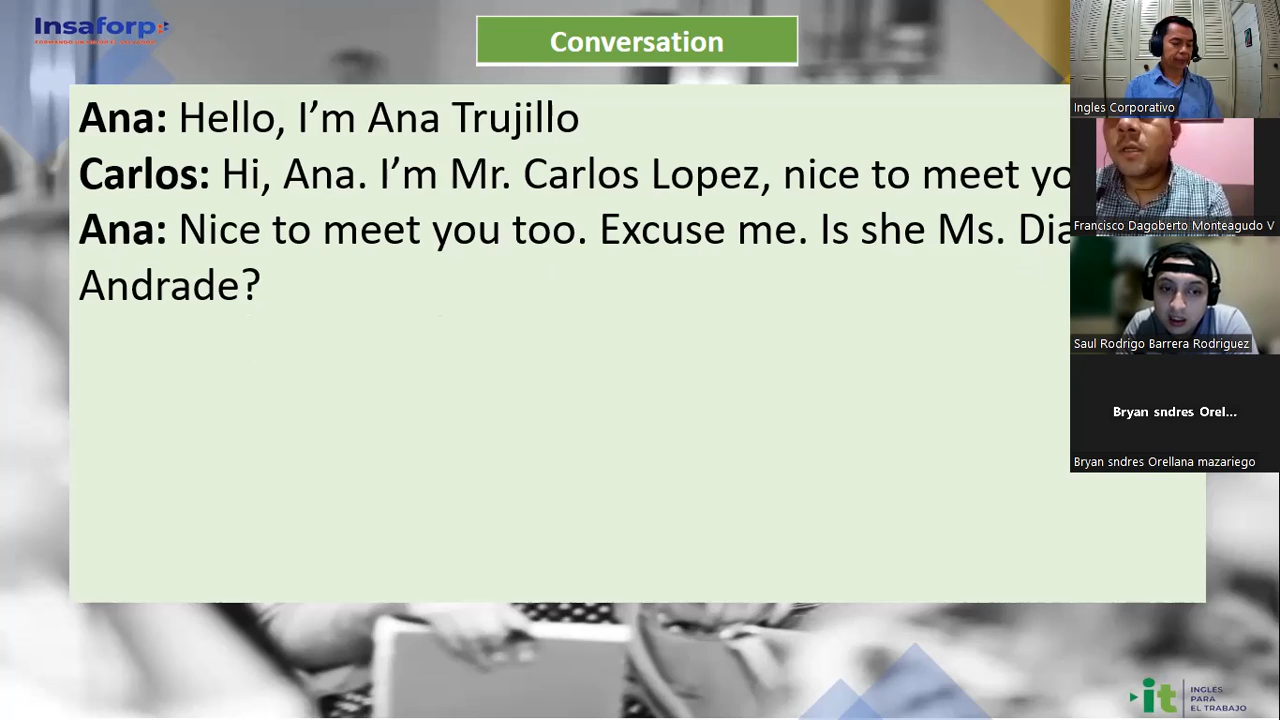 Insaforp
Conversation
Ana: Hello, I’m Ana Trujillo
Carlos: Hi, Ana. I’m Mr. Carlos Lopez, nice to meet yo
Ana: Nice to meet you too. Excuse me. Is she Ms. Dia
Andrade?
Ingles Corporativo
Francisco Dagoberto Monteagudo V
Saul Rodrigo Barrera Rodriguez
Bryan sndres Orel...
Bryan sndres Orellana mazariego
it
INGLES
PARA
EL TRABAJO